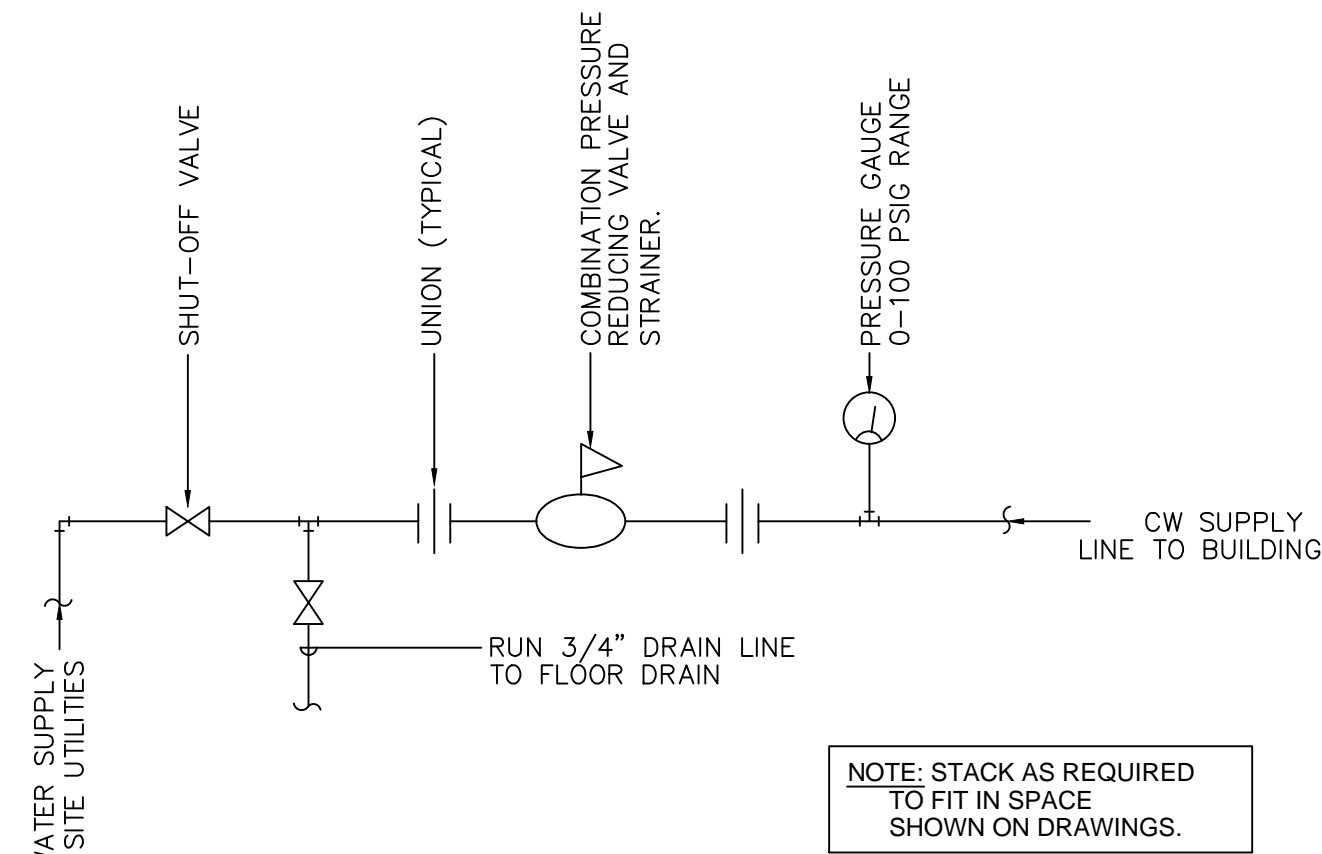 SHUT-OFF VALVE
UNION (TYPICAL)
COMBINATION PRESSURE
REDUCING VALVE AND
STRAINER.
PRESSURE GAUGE
0-100 PSIG RANGE
CW SUPPLY
LINE TO BUILDING
RUN 3/4" DRAIN LINE
TO FLOOR DRAIN
SUPPLY
SITE UTILITIES
NOTE: STACK AS REQUIRED
TO FIT IN SPACE
SHOWN ON DRAWINGS.